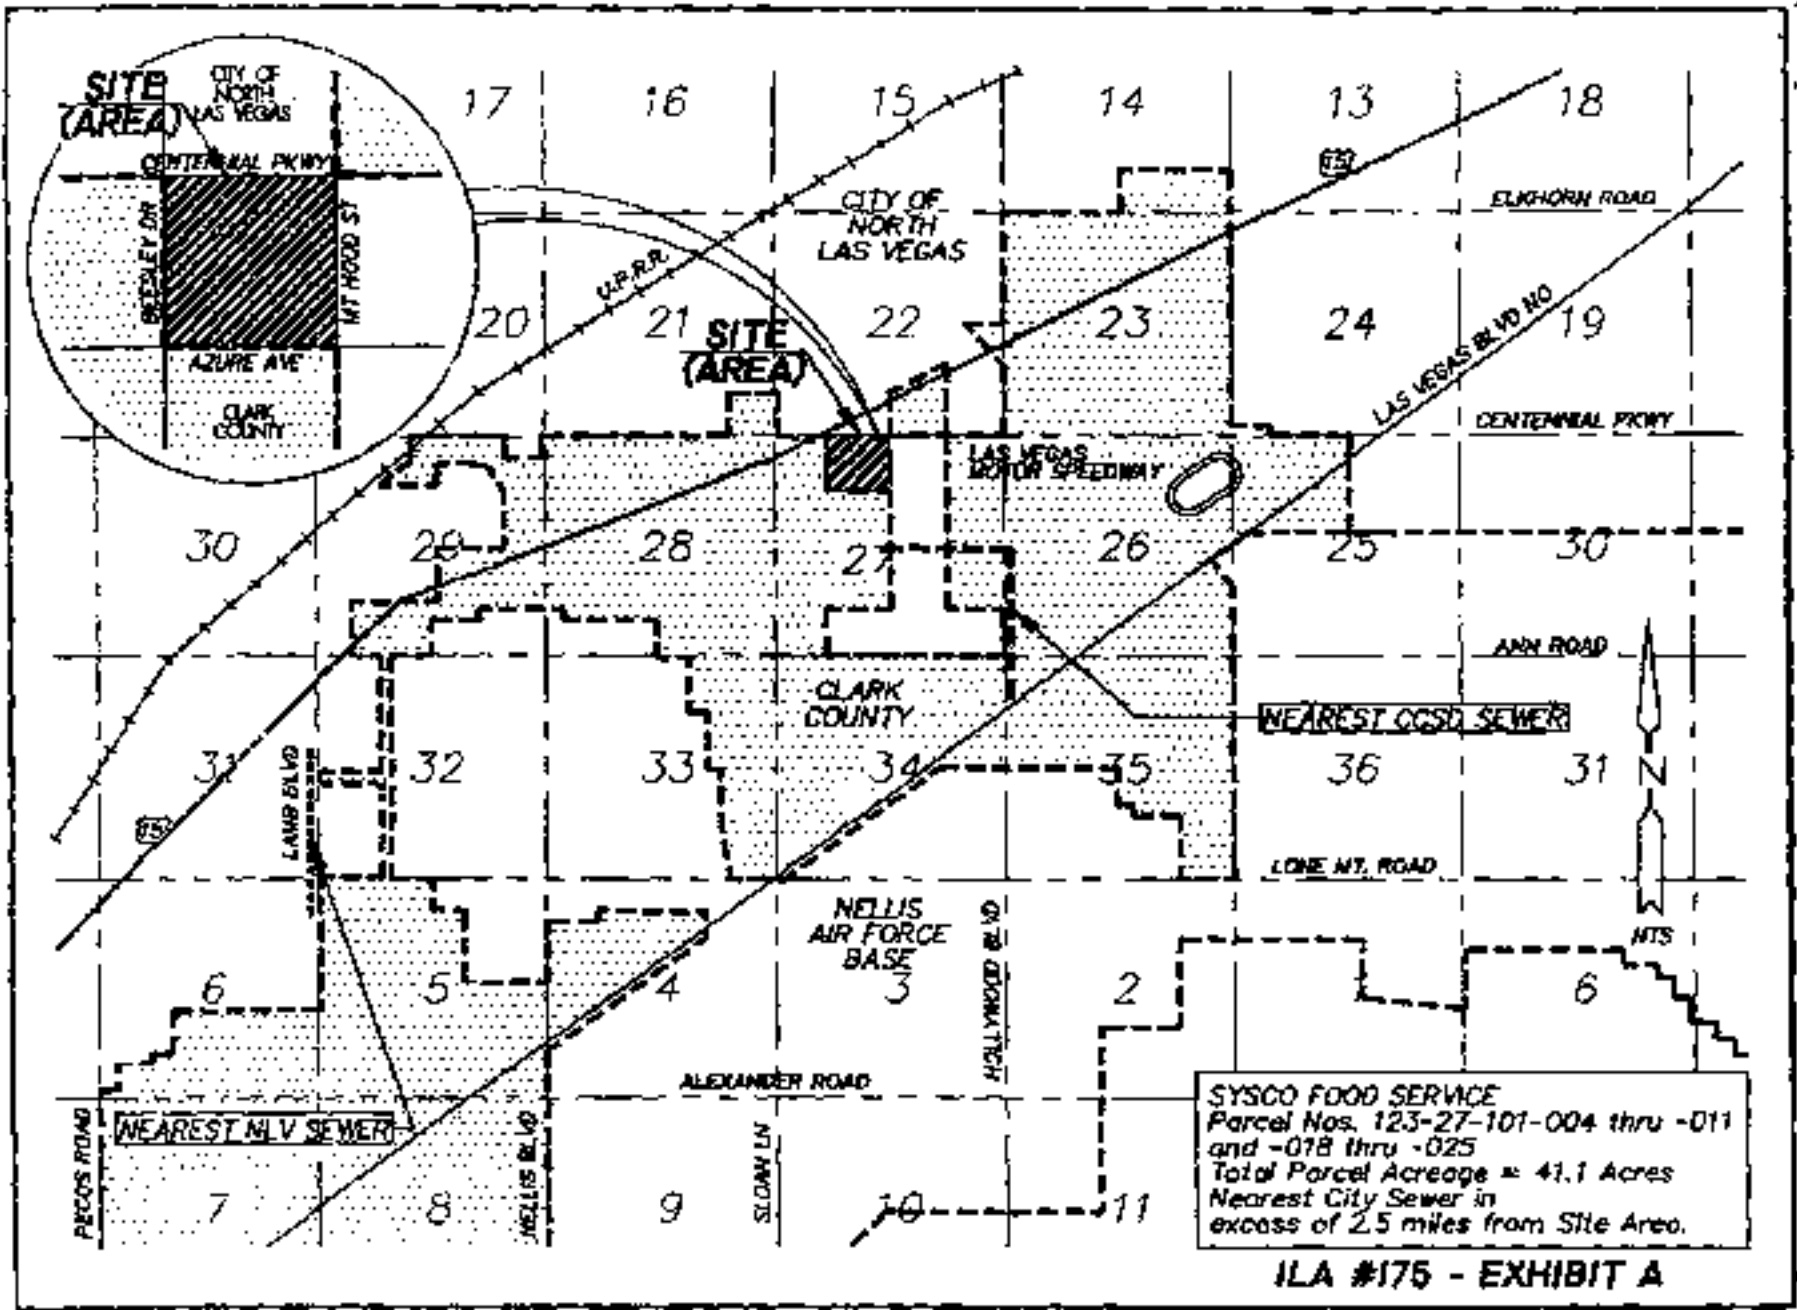 SITE
(AREA)
CITY OF
NORTH
LAS VEGAS
CENTENNIAL PKWY
BEESLEY DR
MT HOOD ST
AZURE AVE
CLARK
COUNTY
17
16
15
14
13
18
CITY OF
NORTH
LAS VEGAS
ELKHORN ROAD
U.P.R.R.
20
21
22
23
24
19
SITE
(AREA)
LAS VEGAS BLVD NO
CENTENNIAL PKWY
LAS VEGAS
MOTOR SPEEDWAY
30
29
28
27
26
25
30
ANN ROAD
CLARK
COUNTY
NEAREST CCSD SEWER
31
32
33
34
35
36
31
N
LAMB BLVD
LONE MT. ROAD
NELLIS
AIR FORCE
BASE
HOLLYWOOD BLVD
NTS
6
5
4
3
2
6
ALEXANDER ROAD
NEAREST NLV SEWER
PECOS ROAD
NELLIS BLVD
SLOAN LN
7
8
9
10
11
SYSCO FOOD SERVICE
Parcel Nos. 123-27-101-004 thru -011
and -018 thru -025
Total Parcel Acreage = 41.1 Acres
Nearest City Sewer in
excess of 2.5 miles from Site Area.
ILA #175 - EXHIBIT A